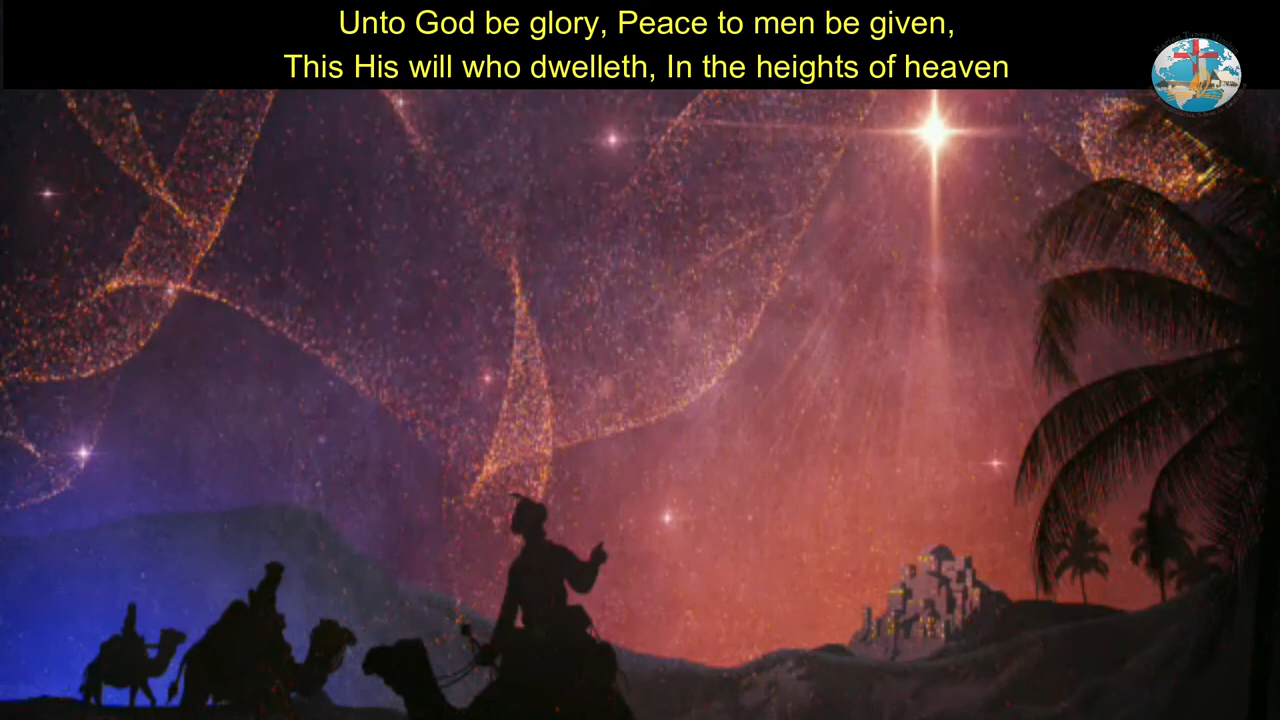 Unto God be glory, Peace to men be given,
This His will who dwelleth, In the heights of heaven